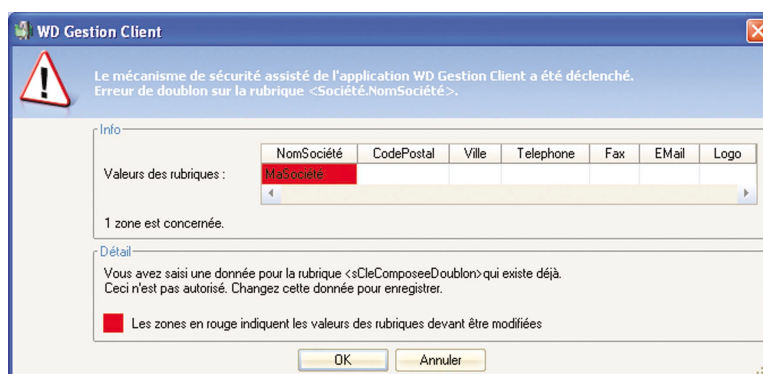 WD Gestion Client
Le mécanisme de sécurité assisté de l'application WD Gestion Client a été déclenché.
Erreur de doublon sur la rubrique <Société.NomSociété>.
Info
NomSociété CodePostal Ville Telephone Fax EMail Logo
Valeurs des rubriques : MaSociété
1 zone est concernée.
Détail
Vous avez saisi une donnée pour la rubrique <sCleComposeeDoublon>qui existe déjà.
Ceci n'est pas autorisé. Changez cette donnée pour enregistrer.
Les zones en rouge indiquent les valeurs des rubriques devant être modifiées
OK Annuler